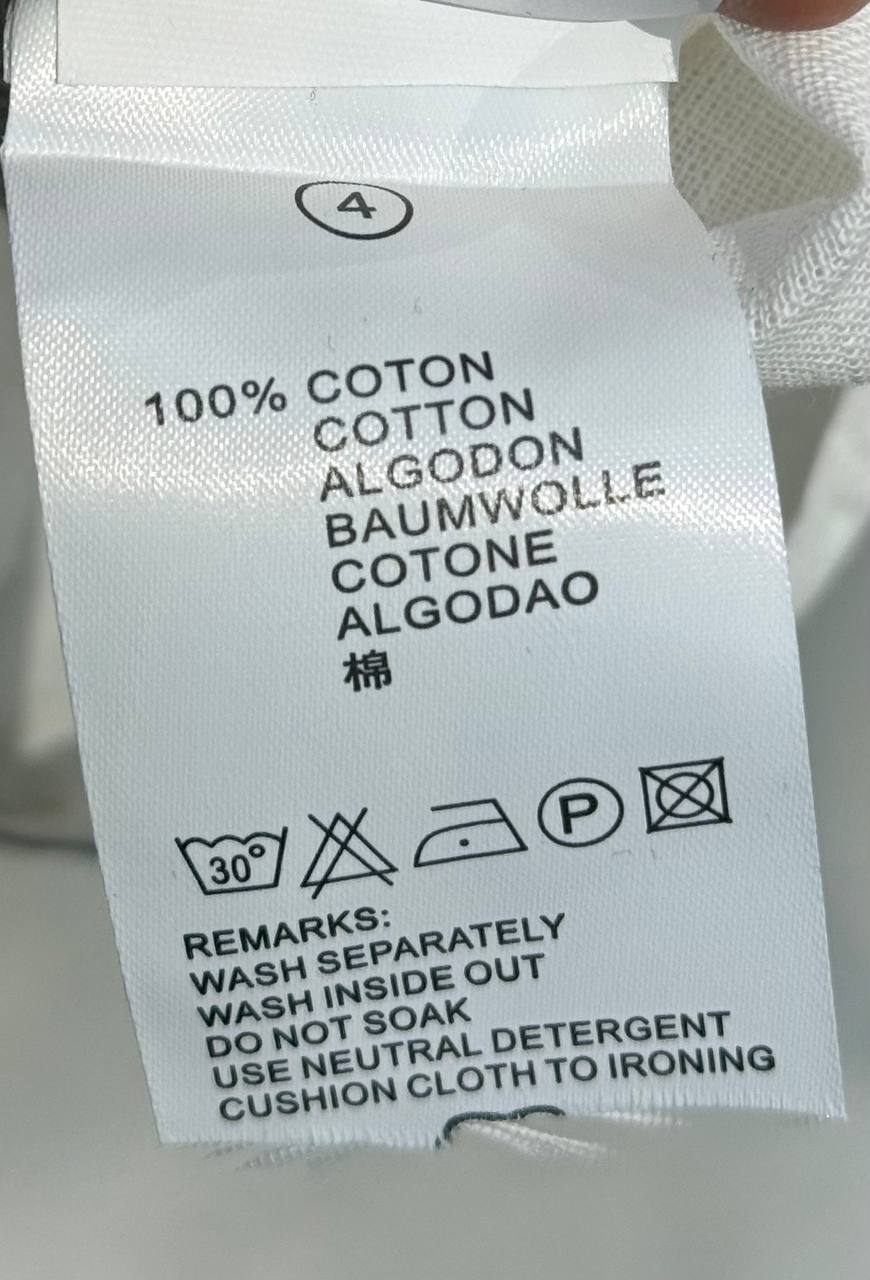 4
100% COTON
COTTON
ALGODON
BAUMWOLLE
COTONE
ALGODAO
棉
30° P
REMARKS:
WASH SEPARATELY
WASH INSIDE OUT
DO NOT SOAK
USE NEUTRAL DETERGENT
CUSHION CLOTH TO IRONING